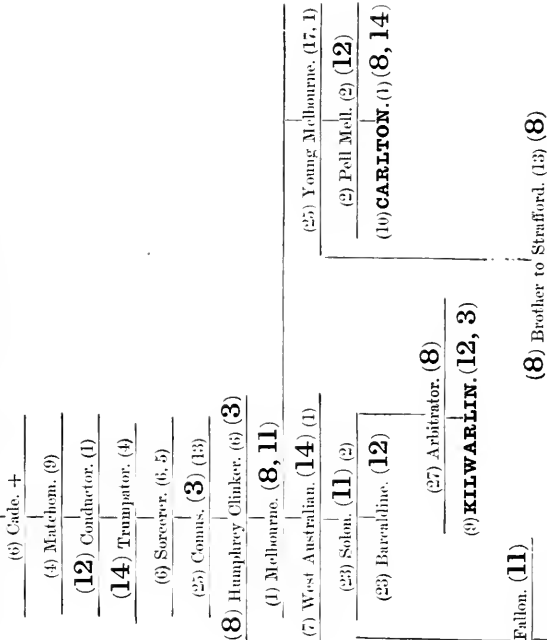 (6) Cade. +
(4) Matchem. (9)
(12) Conductor. (1)
(14) Trumpator. (4)
(6) Sorcerer. (6, 5)
(25) Comus. (3) (13)
(8) Humphrey Clinker. (6) (3)
(1) Melbourne. (8, 11)
(7) West Australian. (14) (1)
(23) Solon. (11) (2)
(23) Barcaldine. (12)
(27) Arbitrator. (8)
(9) KILWARLIN. (12, 3)
(25) Young Melbourne. (17, 1)
(2) Pell Mell. (2) (12)
(10) CARLTON. (1) (8, 14)
(8) Brother to Strafford. (13) (8)
Fallon. (11)